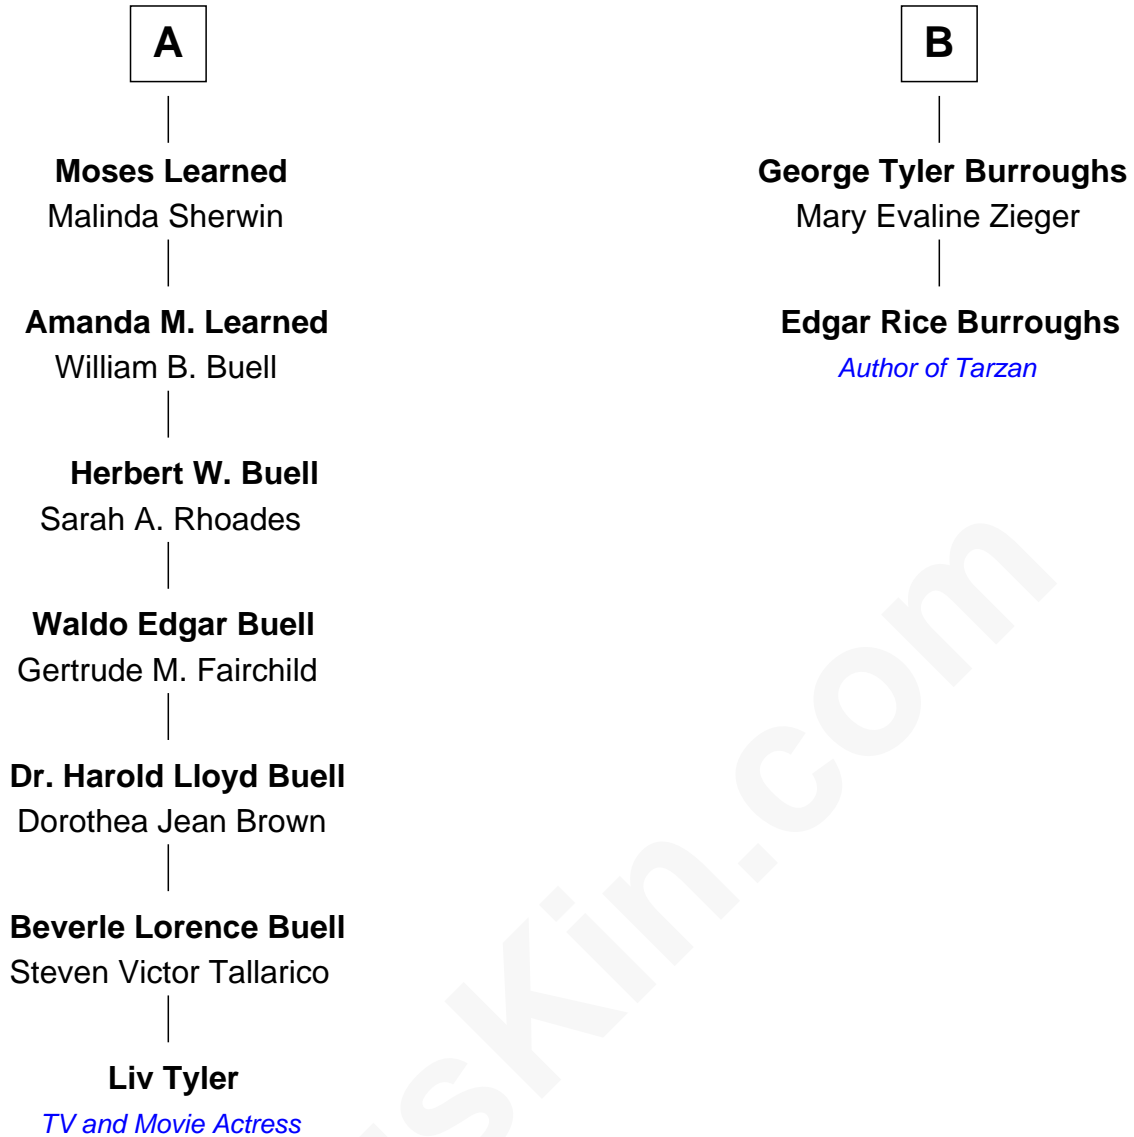 A
Moses Learned
Malinda Sherwin
Amanda M. Learned
William B. Buell
Herbert W. Buell
Sarah A. Rhoades
Waldo Edgar Buell
Gertrude M. Fairchild
Dr. Harold Lloyd Buell
Dorothea Jean Brown
Beverle Lorence Buell
Steven Victor Tallarico
Liv Tyler
TV and Movie Actress
B
George Tyler Burroughs
Mary Evaline Zieger
Edgar Rice Burroughs
Author of Tarzan
sKin.com